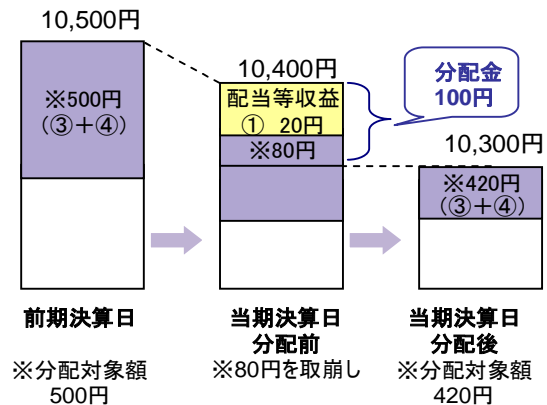 10,500円
※500円
(③+④)
10,400円
配当等収益
① 20円
※80円
分配金
100円
10,300円
※420円
(③+④)
前期決算日
※分配対象額
500円
当期決算日
分配前
※80円を取崩し
当期決算日
分配後
※分配対象額
420円